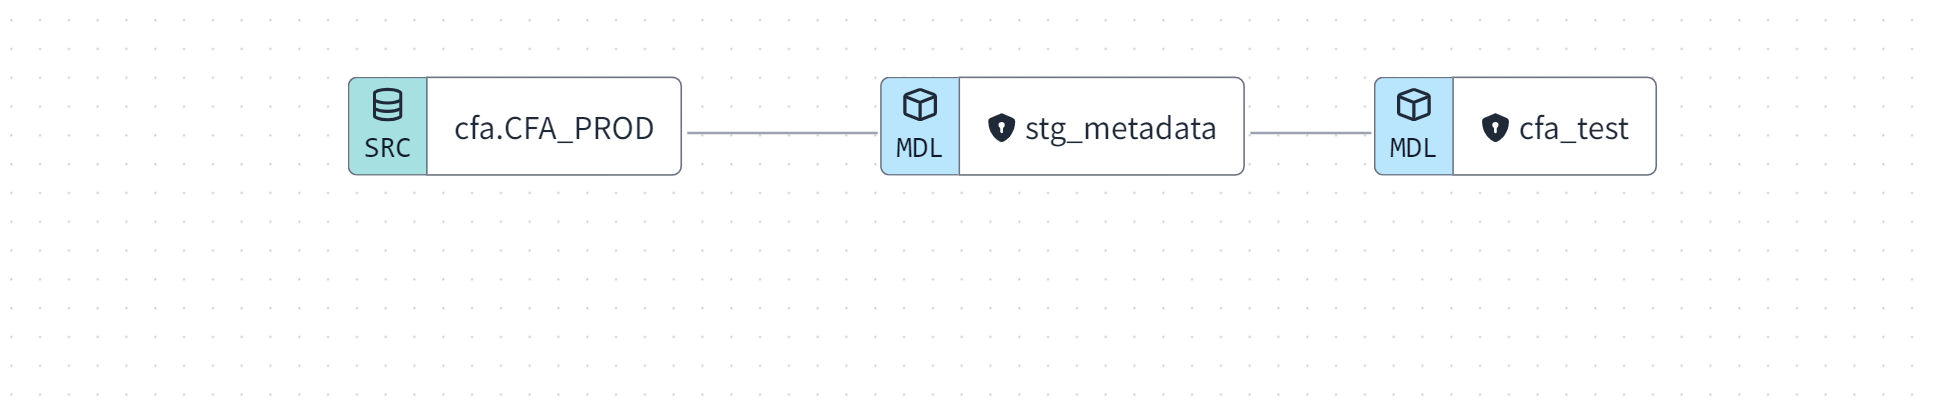 SRC
cfa.CFA_PROD
MDL
stg_metadata
MDL
cfa_test